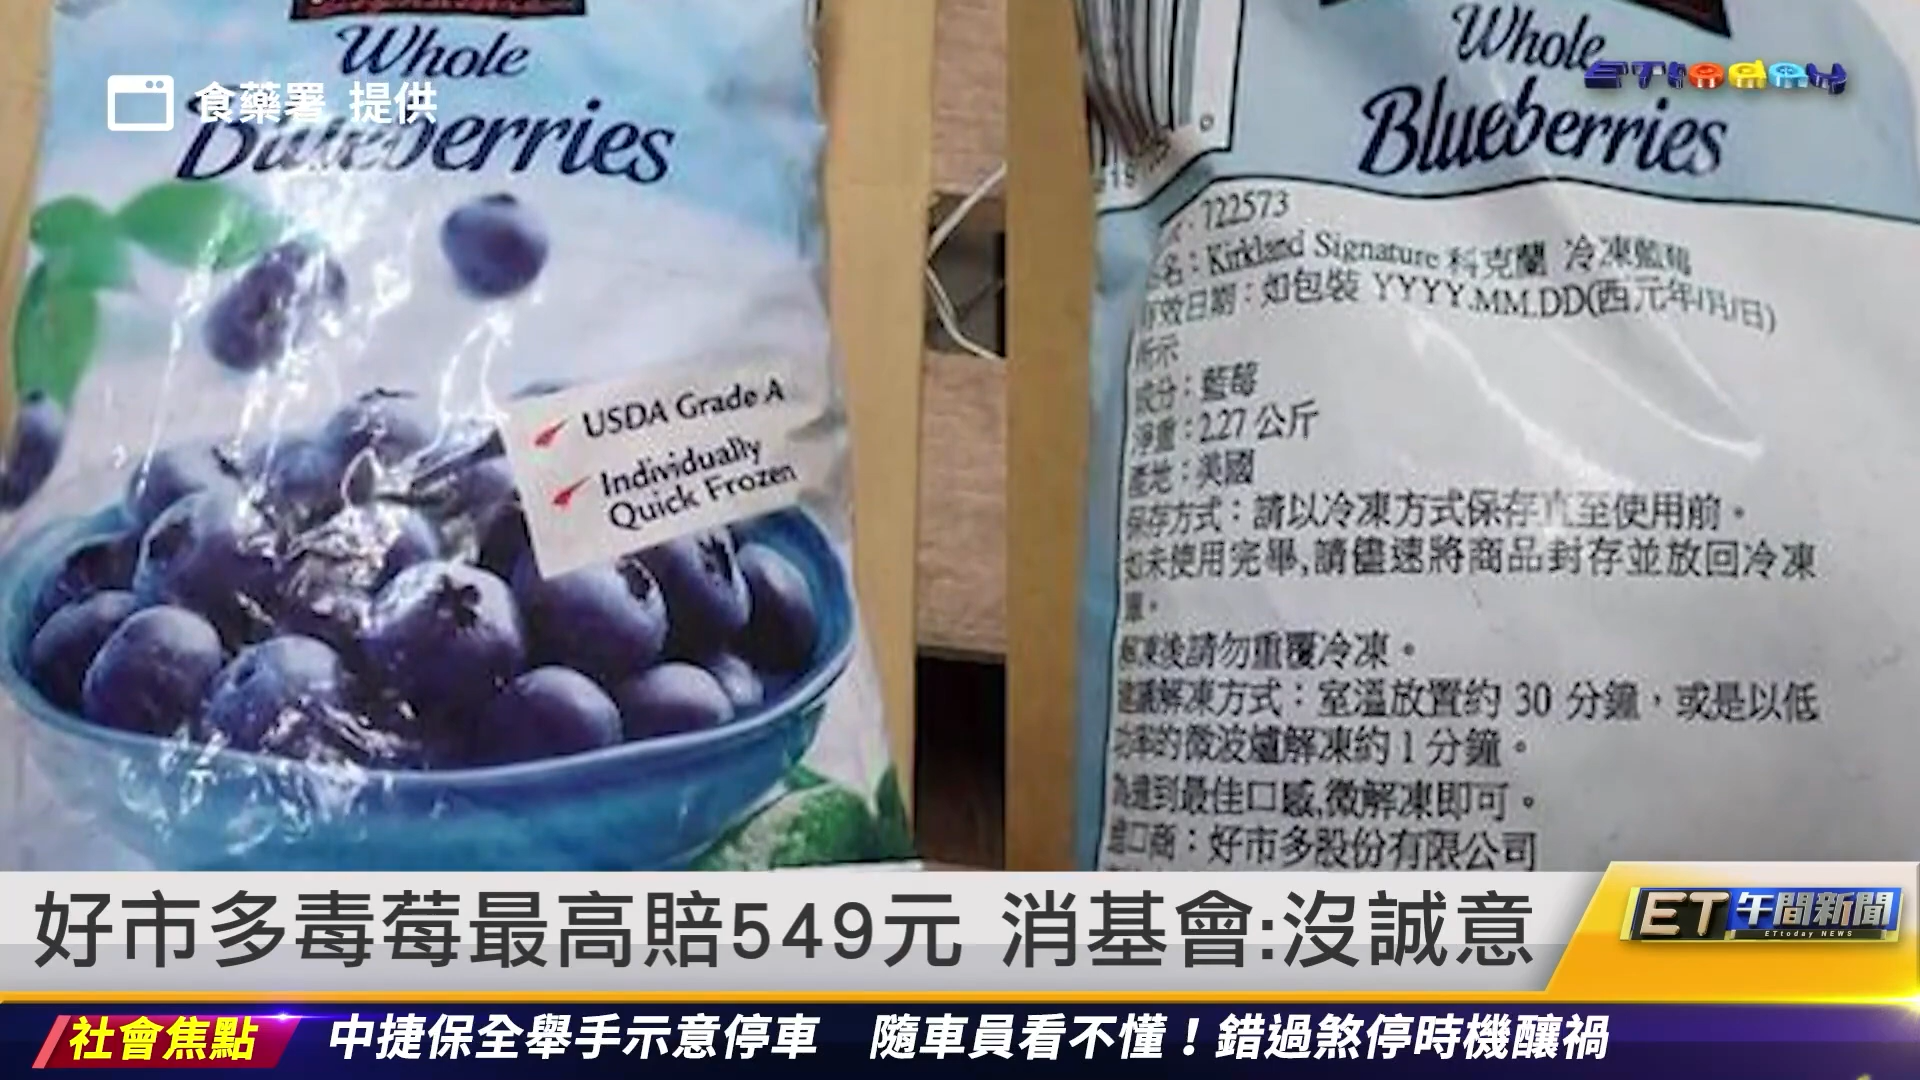 Whole
Blueberries
食藥署 提供
USDA Grade A
Individually
Quick Frozen
Whole
Blueberries
ETtoday
722573
名：Kirkland Signature 科克蘭 冷凍藍莓
有效日期：如包裝 YYYY.MM.DD(西元年/月/日)
所示
成分：藍莓
淨重：2.27 公斤
產地：美國
保存方式：請以冷凍方式保存直至使用前。
如未使用完畢,請儘速將商品封存並放回冷凍
庫。
解凍後請勿重覆冷凍。
建議解凍方式：室溫放置約 30 分鐘，或是以低
功率的微波爐解凍約 1 分鐘。
為達到最佳口感,微解凍即可。
進口商：好市多股份有限公司
好市多毒莓最高賠549元 消基會:沒誠意
ET午間新聞
ETtoday NEWS
社會焦點 中捷保全舉手示意停車 隨車員看不懂！錯過煞停時機釀禍